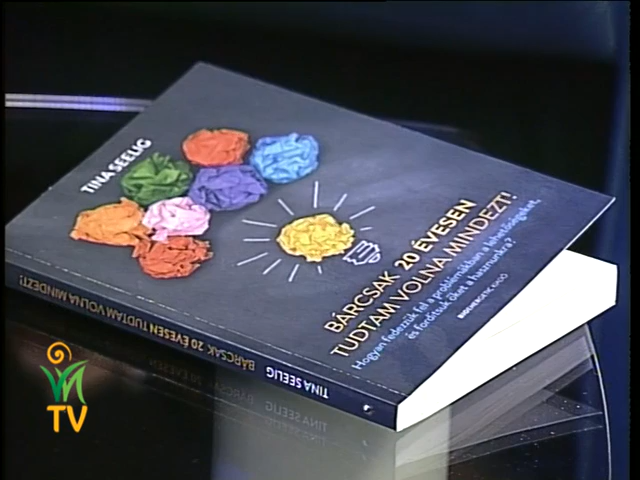 TINA SEELIG
BÁRCSAK 20 ÉVESEN
TUDTAM VOLNA MINDEZT!
Hogyan fedezzük fel a problémákban a lehetőségeket,
és fordítsuk őket a hasznunkra?
TINA SEELIG BÁRCSAK 20 ÉVESEN TUDTAM VOLNA MINDEZT!
TV